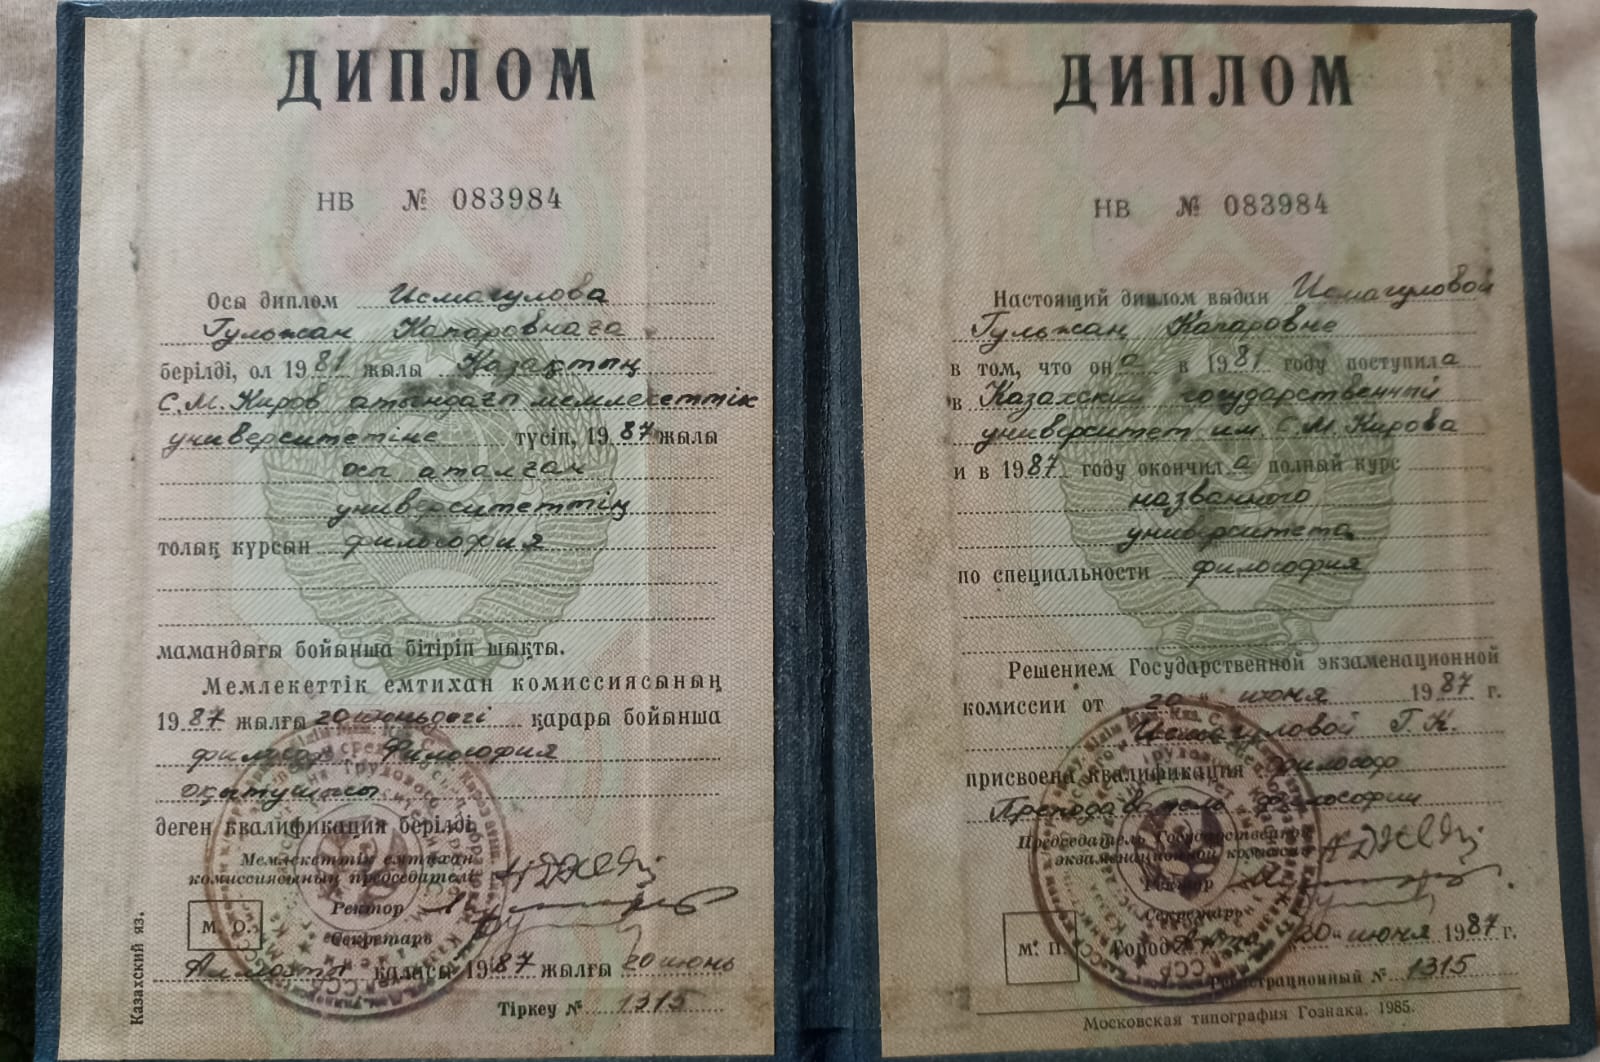 ДИПЛОМ
НВ № 083984
Осы диплом Исмагулова
Гульжан Капаровнаға
берілді, ол 1981 жылы Қазақтың
С.М. Киров атындағы мемлекеттік
университетіне түсіп, 1987 жылы
осы аталған
университеттің
толық курсын философия
мамандығы бойынша бітіріп шықты.
Мемлекеттік емтихан комиссиясының
1987 жылғы 20 июньдегі қарары бойынша
философ. Философия
оқытушысы
деген квалификация берілді.
Мемлекеттік емтихан
комиссиясының председателі
Ректор
М. О.
Секретарь
Алматы қаласы 1987 жылғы 20 июнь
Тіркеу № 1315
Казахский яз.
ДИПЛОМ
НВ № 083984
Настоящий диплом выдан Исмагуловой
Гульжан Капаровне
в том, что она в 1981 году поступила
в Казахский государственный
университет им. С.М. Кирова
и в 1987 году окончила полный курс
названного
университета
по специальности философия
Решением Государственной экзаменационной
комиссии от "20" июня 1987 г.
Исмагуловой Г. К.
присвоена квалификация философ
Преподаватель философии
Председатель Государственной
экзаменационной комиссии
Ректор
Секретарь
М. П.
Город Алма 20 июня 1987 г.
Регистрационный № 1315
Московская типография Гознака. 1985.